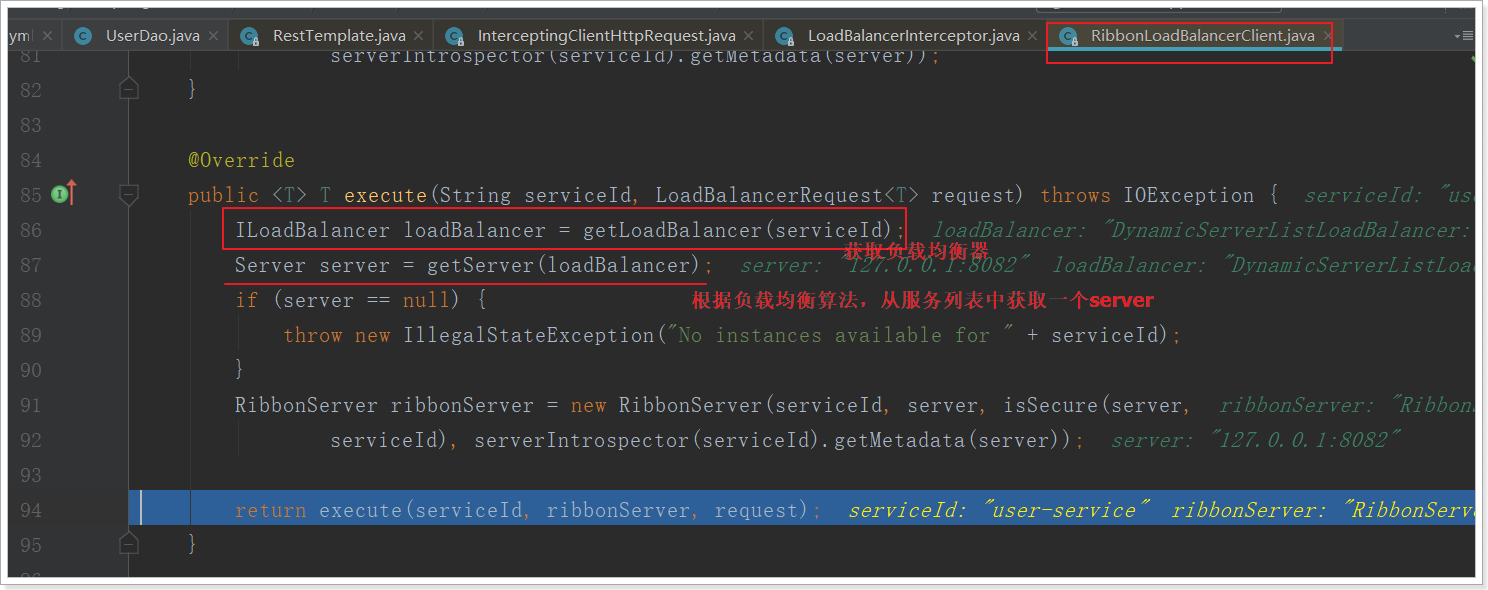 ym UserDao.java RestTemplate.java InterceptingClientHttpRequest.java LoadBalancerInterceptor.java RibbonLoadBalancerClient.java
81 serverIntrospector(serviceId).getMetadata(server));
82 }
83
84 @Override
85 public <T> T execute(String serviceId, LoadBalancerRequest<T> request) throws IOException { serviceId: "use
86 ILoadBalancer loadBalancer = getLoadBalancer(serviceId); loadBalancer: "DynamicServerListLoadBalancer:
获取负载均衡器
87 Server server = getServer(loadBalancer); server: "127.0.0.1:8082" loadBalancer: "DynamicServerListLoa
88 if (server == null) {
根据负载均衡算法，从服务列表中获取一个server
89 throw new IllegalStateException("No instances available for " + serviceId);
90 }
91 RibbonServer ribbonServer = new RibbonServer(serviceId, server, isSecure(server, ribbonServer: "Ribbon
92 serviceId), serverIntrospector(serviceId).getMetadata(server)); server: "127.0.0.1:8082"
93
94 return execute(serviceId, ribbonServer, request); serviceId: "user-service" ribbonServer: "RibbonServe
95 }